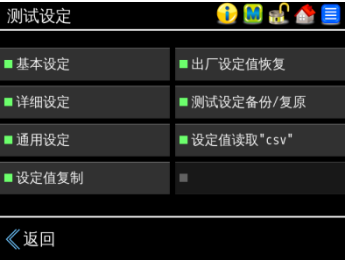 测试设定
基本设定
出厂设定值恢复
详细设定
测试设定备份/复原
通用设定
设定值读取"csv"
设定值复制
返回